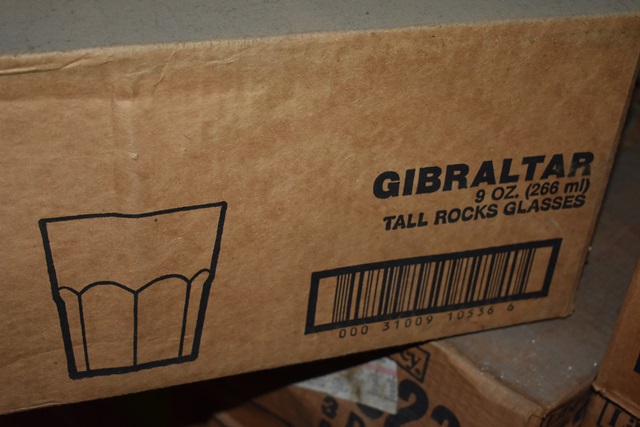 GIBRALTAR
9 OZ. (266 ml)
TALL ROCKS GLASSES
000 31009 10536 6